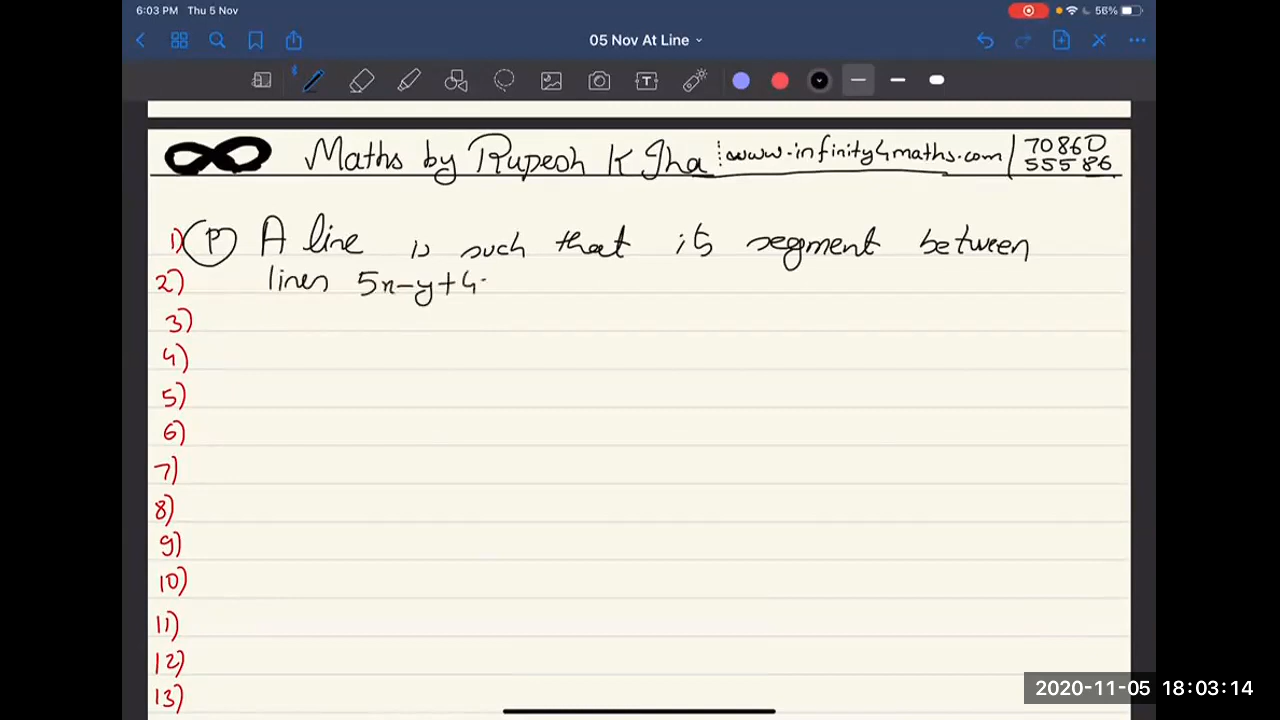 6:03 PM Thu 5 Nov
56%
05 Nov At Line
Maths by Rupesh K Jha www.infinity4maths.com 70860 55586
1) P A line is such that its segment between
2) lines 5x-y+4
3)
4)
5)
6)
7)
8)
9)
10)
11)
12)
13)
2020-11-05 18:03:14